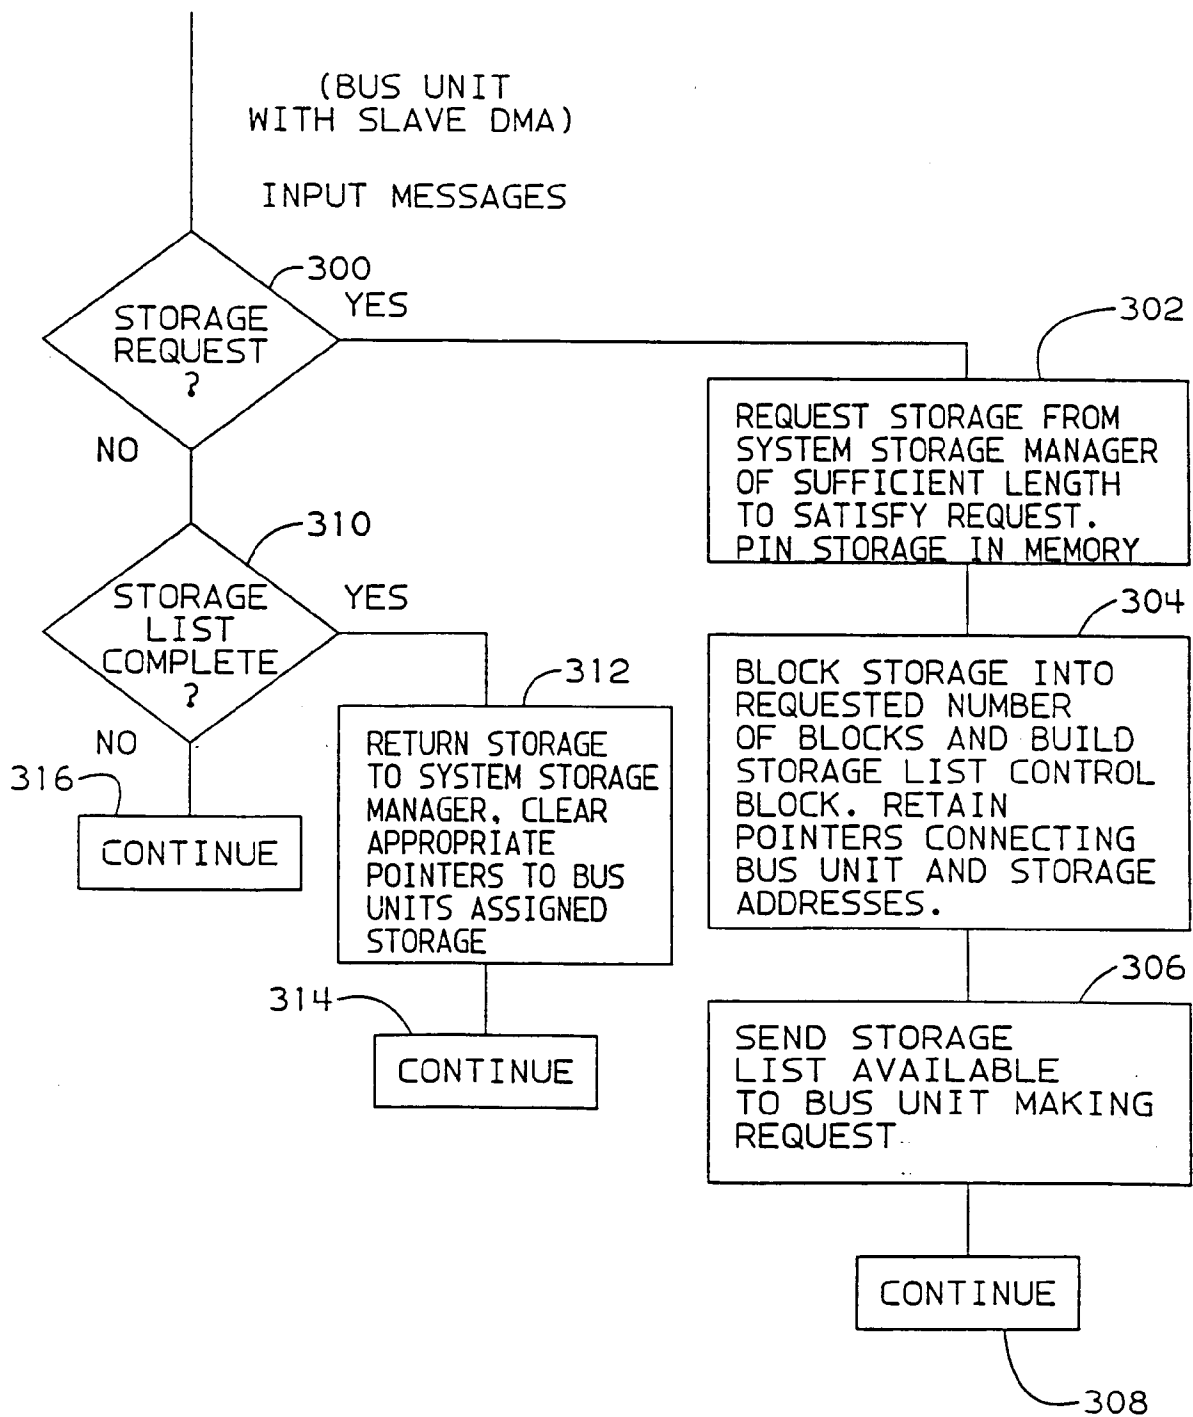 (BUS UNIT
WITH SLAVE DMA)
INPUT MESSAGES
300
STORAGE
REQUEST
?
YES
NO
302
REQUEST STORAGE FROM
SYSTEM STORAGE MANAGER
OF SUFFICIENT LENGTH
TO SATISFY REQUEST.
PIN STORAGE IN MEMORY
310
STORAGE
LIST
COMPLETE
?
YES
NO
304
BLOCK STORAGE INTO
REQUESTED NUMBER
OF BLOCKS AND BUILD
STORAGE LIST CONTROL
BLOCK. RETAIN
POINTERS CONNECTING
BUS UNIT AND STORAGE
ADDRESSES.
312
RETURN STORAGE
TO SYSTEM STORAGE
MANAGER, CLEAR
APPROPRIATE
POINTERS TO BUS
UNITS ASSIGNED
STORAGE
316
CONTINUE
314
CONTINUE
306
SEND STORAGE
LIST AVAILABLE
TO BUS UNIT MAKING
REQUEST
CONTINUE
308